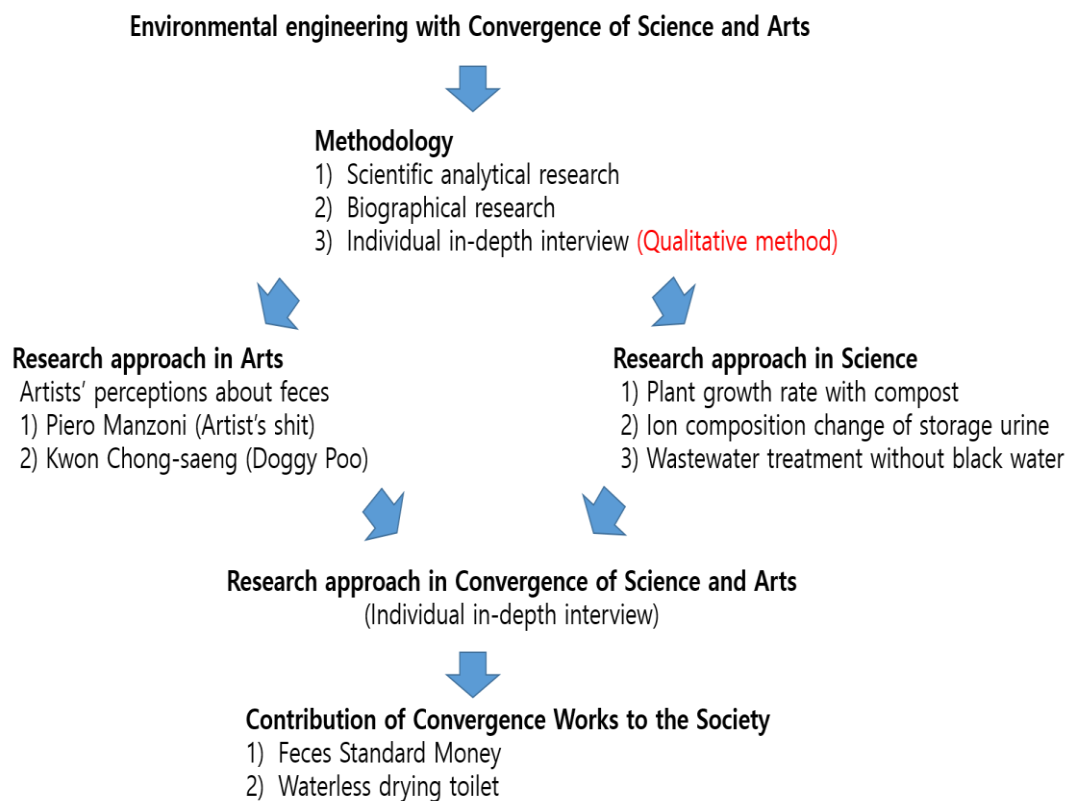 Environmental engineering with Convergence of Science and Arts
Methodology
1) Scientific analytical research
2) Biographical research
3) Individual in-depth interview (Qualitative method)
Research approach in Arts
Artists' perceptions about feces
1) Piero Manzoni (Artist's shit)
2) Kwon Chong-saeng (Doggy Poo)
Research approach in Science
1) Plant growth rate with compost
2) Ion composition change of storage urine
3) Wastewater treatment without black water
Research approach in Convergence of Science and Arts
(Individual in-depth interview)
Contribution of Convergence Works to the Society
1) Feces Standard Money
2) Waterless drying toilet